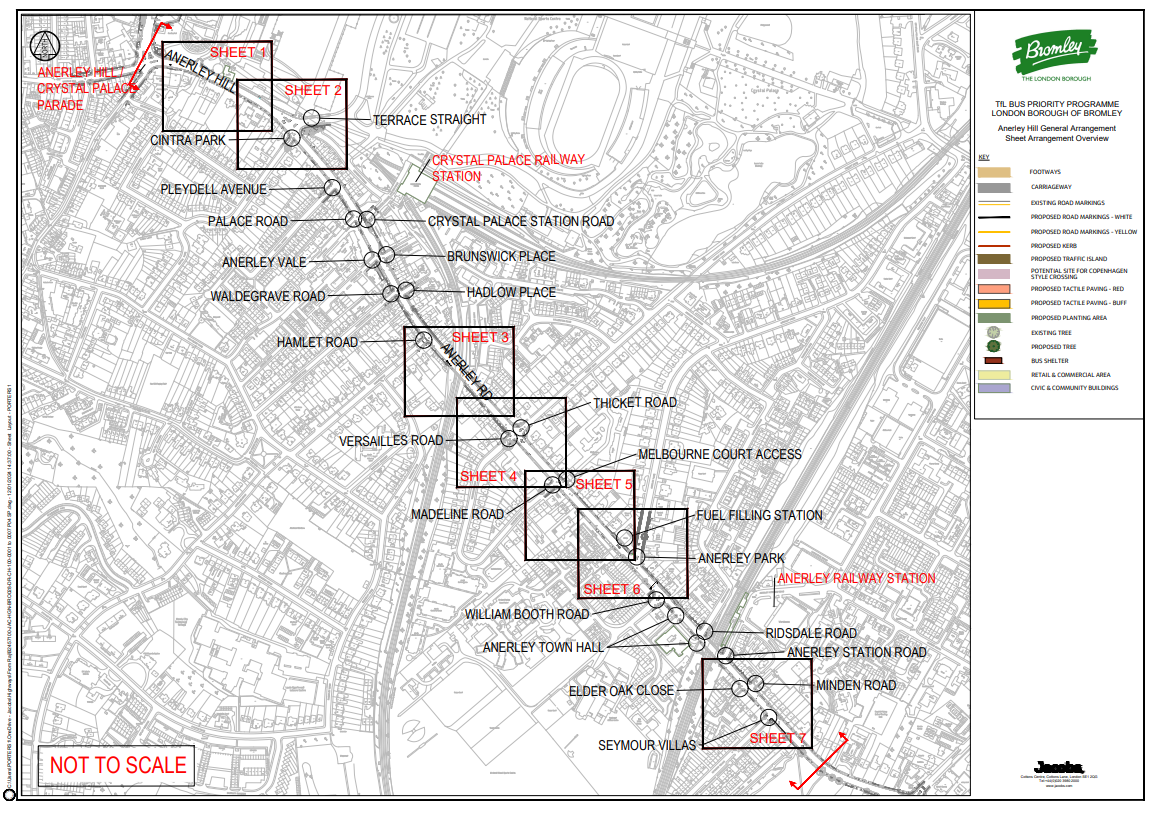 NORTH
SHEET 1
ANERLEY HILL
ANERLEY HILL /
CRYSTAL PALACE
PARADE
SHEET 2
TERRACE STRAIGHT
CINTRA PARK
CRYSTAL PALACE RAILWAY
STATION
PLEYDELL AVENUE
PALACE ROAD
CRYSTAL PALACE STATION ROAD
BRUNSWICK PLACE
ANERLEY VALE
WALDEGRAVE ROAD
HADLOW PLACE
SHEET 3
HAMLET ROAD
ANERLEY RD
THICKET ROAD
VERSAILLES ROAD
MELBOURNE COURT ACCESS
SHEET 4
SHEET 5
MADELINE ROAD
FUEL FILLING STATION
ANERLEY PARK
ANERLEY RAILWAY STATION
SHEET 6
WILLIAM BOOTH ROAD
RIDSDALE ROAD
ANERLEY TOWN HALL
ANERLEY STATION ROAD
MINDEN ROAD
ELDER OAK CLOSE
SHEET 7
SEYMOUR VILLAS
NOT TO SCALE
Bromley
THE LONDON BOROUGH
TfL BUS PRIORITY PROGRAMME
LONDON BOROUGH OF BROMLEY
Anerley Hill General Arrangement
Sheet Arrangement Overview
KEY
FOOTWAYS
CARRIAGEWAY
EXISTING ROAD MARKINGS
PROPOSED ROAD MARKINGS - WHITE
PROPOSED ROAD MARKINGS - YELLOW
PROPOSED KERB
PROPOSED TRAFFIC ISLAND
POTENTIAL SITE FOR COPENHAGEN
STYLE CROSSING
PROPOSED TACTILE PAVING - RED
PROPOSED TACTILE PAVING - BUFF
PROPOSED PLANTING AREA
EXISTING TREE
PROPOSED TREE
BUS SHELTER
RETAIL & COMMERCIAL AREA
CIVIC & COMMUNITY BUILDINGS
Jacobs
www.jacobs.com